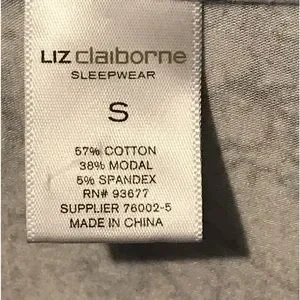 LIZ claiborne
SLEEPWEAR
S
57% COTTON
38% MODAL
5% SPANDEX
RN# 93677
SUPPLIER 76002-5
MADE IN CHINA